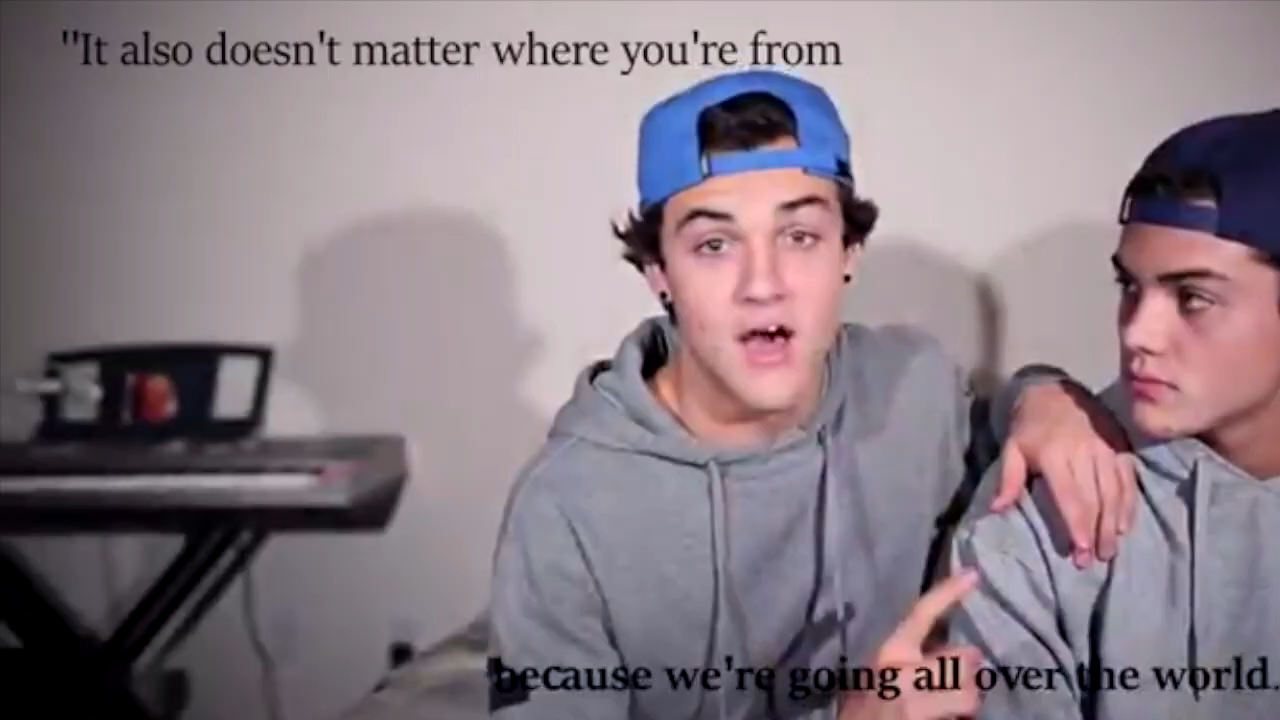 "It also doesn't matter where you're from
because we're going all over the world.